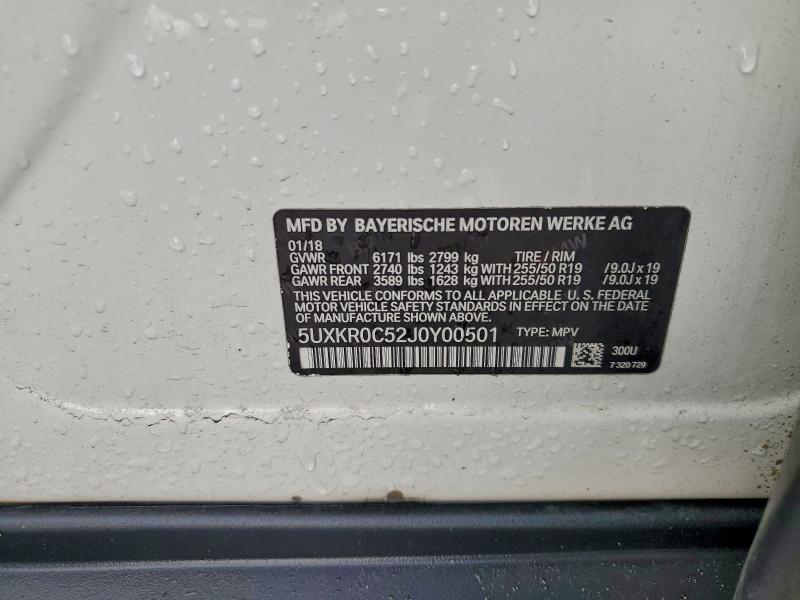 MFD BY BAYERISCHE MOTOREN WERKE AG
01/18
GVWR 6171 lbs 2799 kg TIRE / RIM
GAWR FRONT 2740 lbs 1243 kg WITH 255/50 R19 /9.0J x 19
GAWR REAR 3589 lbs 1628 kg WITH 255/50 R19 /9.0J x 19
THIS VEHICLE CONFORMS TO ALL APPLICABLE U.S. FEDERAL
MOTOR VEHICLE SAFETY STANDARDS IN EFFECT ON THE DATE
OF MANUFACTURE SHOWN ABOVE.
5UXKR0C52J0Y00501 TYPE: MPV
300U
7 320 729